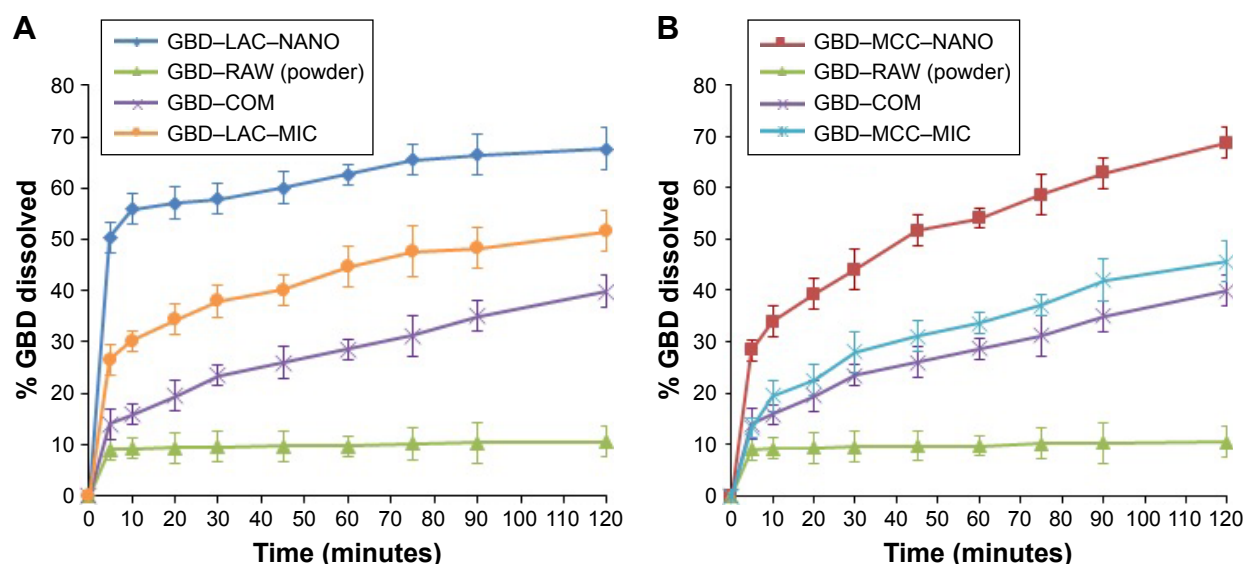 A
GBD–LAC–NANO
GBD–RAW (powder)
GBD–COM
GBD–LAC–MIC
% GBD dissolved
80
70
60
50
40
30
20
10
0
0 10 20 30 40 50 60 70 80 90 100 110 120
Time (minutes)
B
GBD–MCC–NANO
GBD–RAW (powder)
GBD–COM
GBD–MCC–MIC
% GBD dissolved
80
70
60
50
40
30
20
10
0
0 10 20 30 40 50 60 70 80 90 100 110 120
Time (minutes)